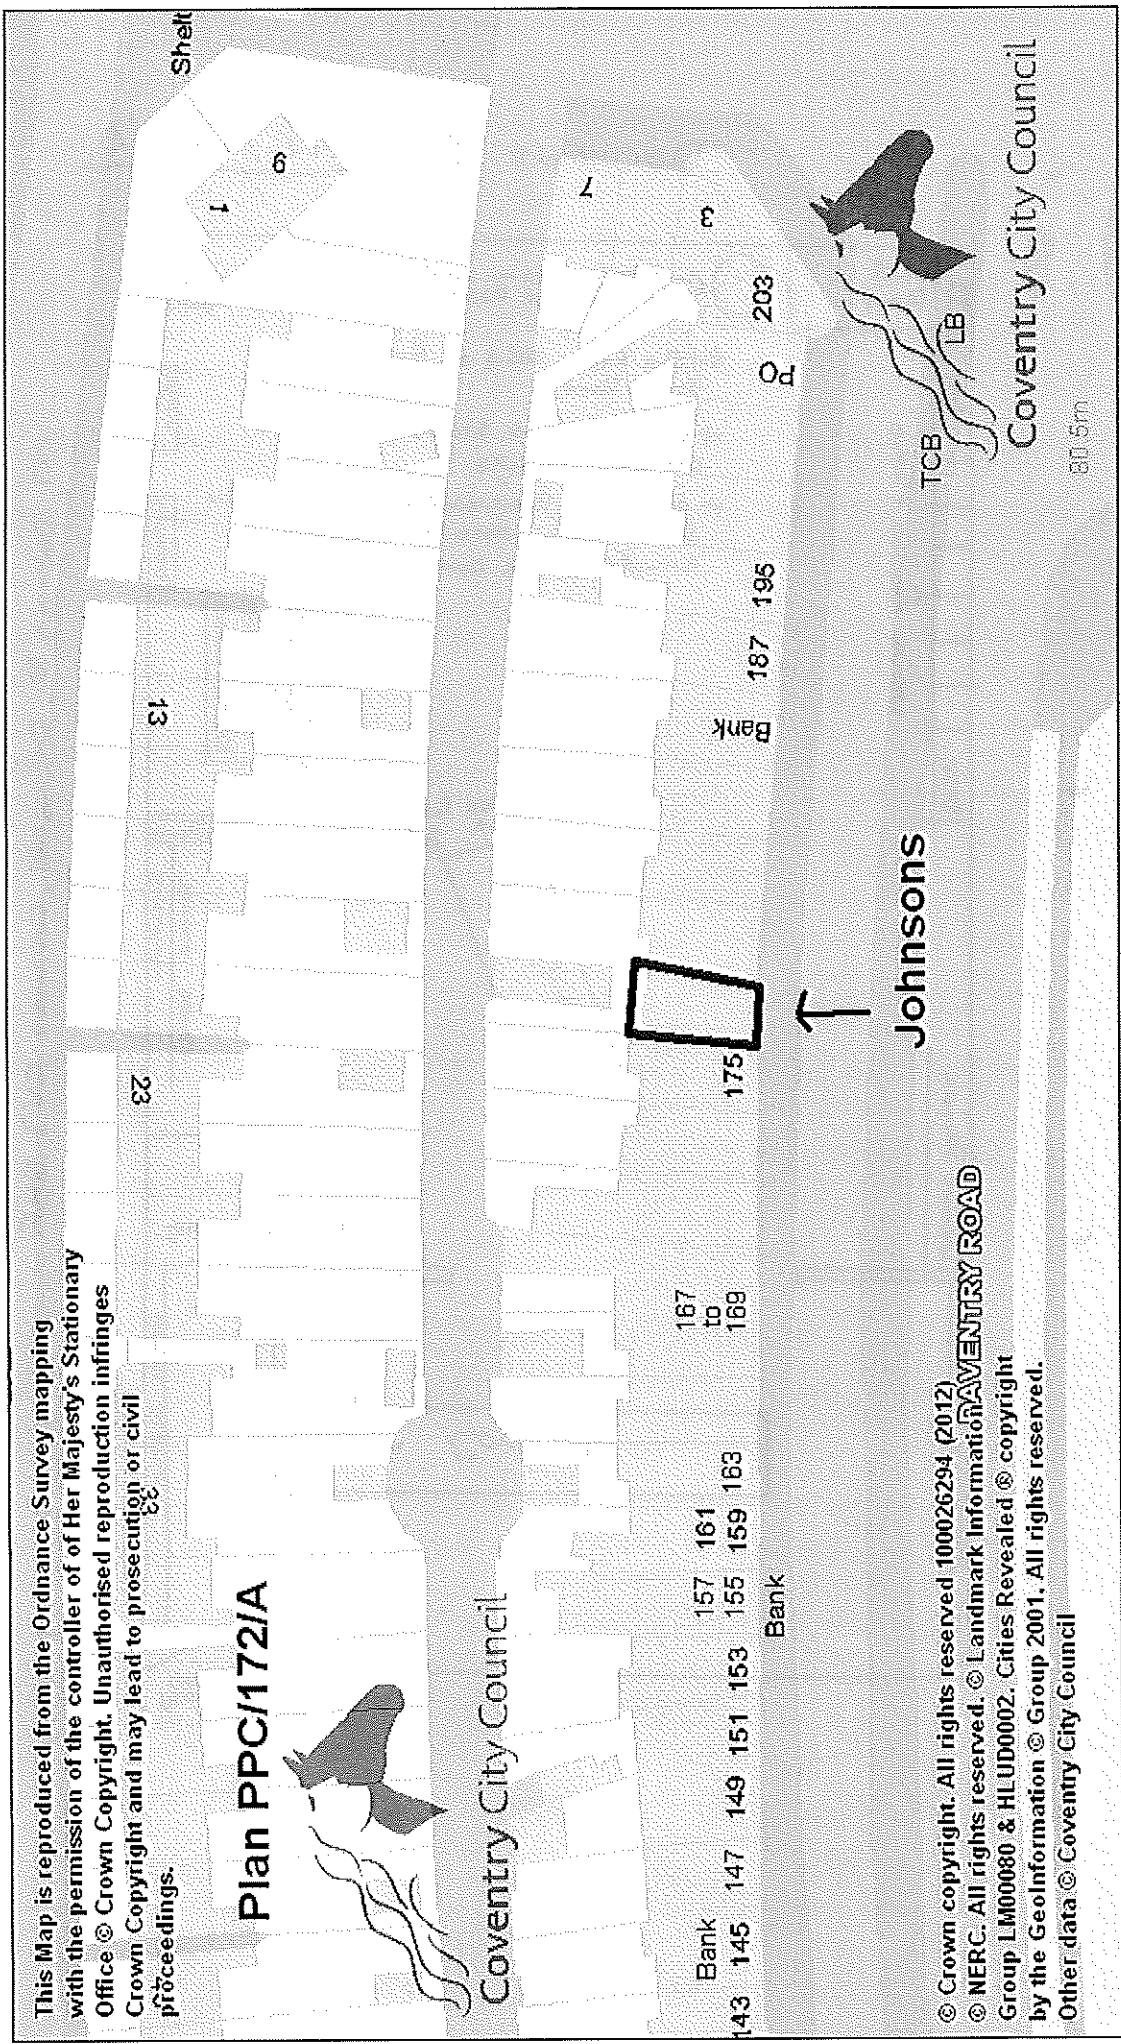 This Map is reproduced from the Ordnance Survey mapping
with the permission of the controller of of Her Majesty's Stationary
Office © Crown Copyright. Unauthorised reproduction infringes
Crown Copyright and may lead to prosecution or civil
proceedings.
Plan PPC/172/A
Coventry City Council
Shelt
1
9
13
23
33
7
3
203
PO
195
187
Bank
175
Johnsons
167
to
169
163
161
159
157
155
Bank
153
151
149
147
Bank
145
143
TCB
LB
Coventry City Council
80.5m
DAVENTRY ROAD
© Crown copyright. All rights reserved 100026294 (2012)
© NERC. All rights reserved. © Landmark Information
Group LM00080 & HLUD0002. Cities Revealed ® copyright
by the GeoInformation © Group 2001. All rights reserved.
Other data © Coventry City Council